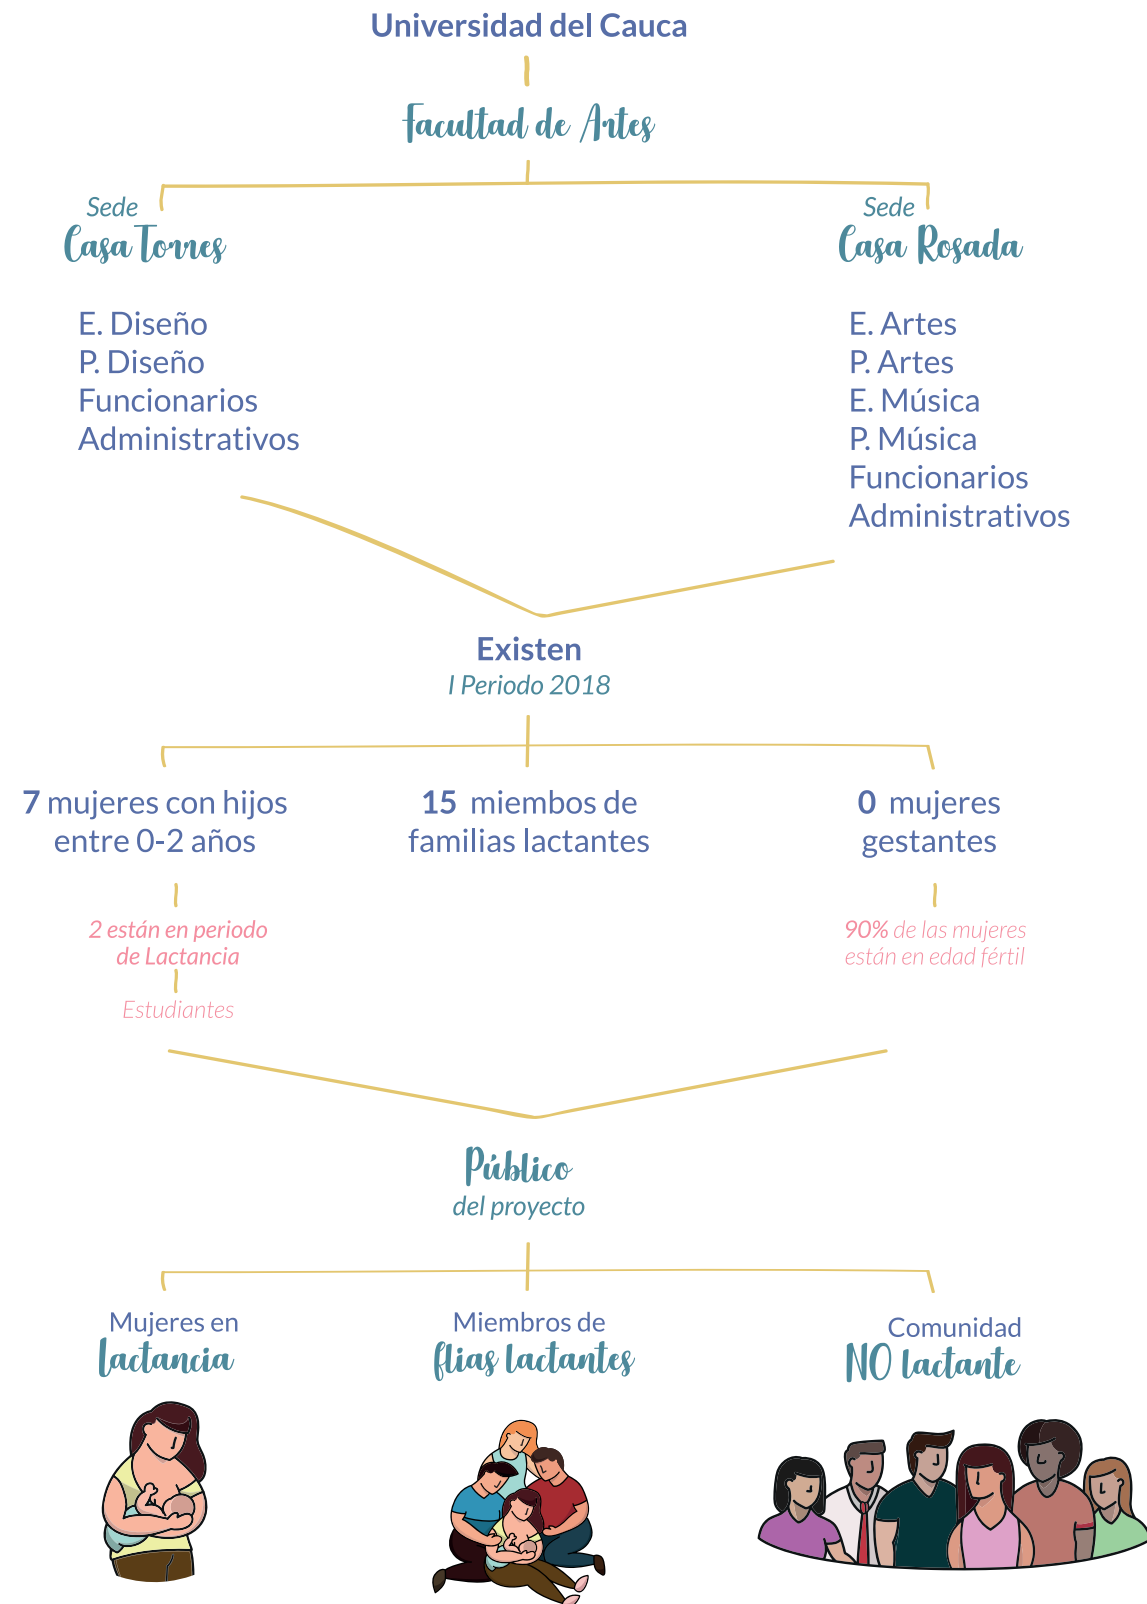 Universidad del Cauca
Facultad de Artes
Sede
Casa Torres
E. Diseño
P. Diseño
Funcionarios
Administrativos
Sede
Casa Rosada
E. Artes
P. Artes
E. Música
P. Música
Funcionarios
Administrativos
Existen
I Periodo 2018
7 mujeres con hijos
entre 0-2 años
2 están en periodo
de Lactancia
Estudiantes
15 miembos de
familias lactantes
0 mujeres
gestantes
90% de las mujeres
están en edad fértil
Público
del proyecto
Mujeres en
lactancia
Miembros de
flias lactantes
Comunidad
NO lactante